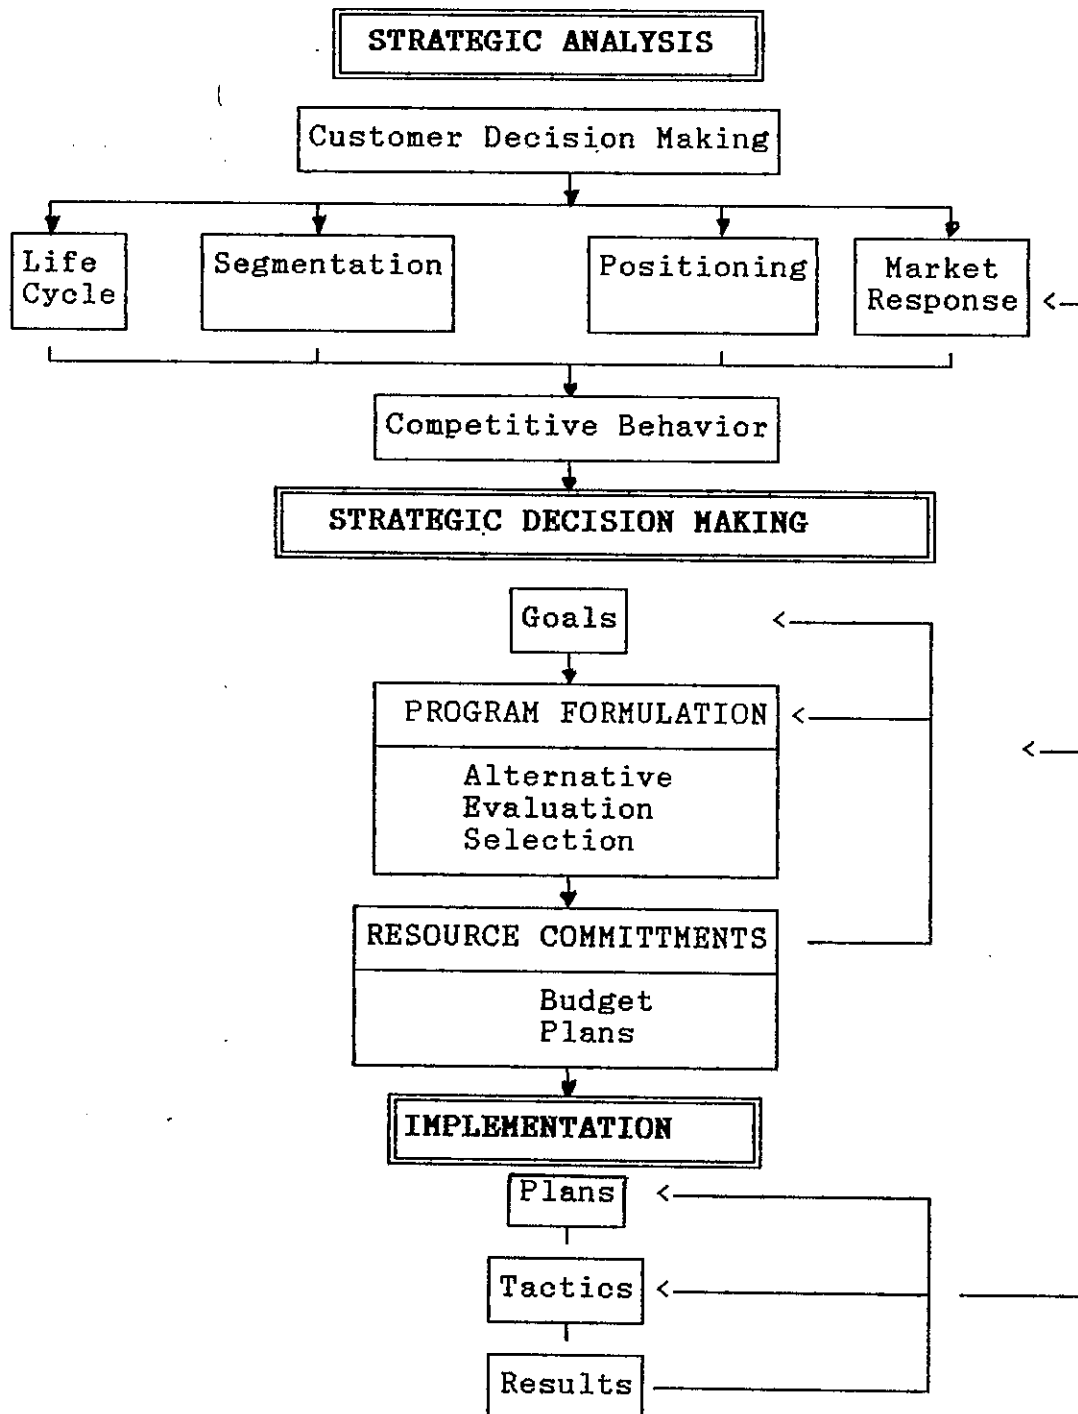 STRATEGIC ANALYSIS
Customer Decision Making
Life
Cycle
Segmentation
Positioning
Market
Response
Competitive Behavior
STRATEGIC DECISION MAKING
Goals
PROGRAM FORMULATION
Alternative
Evaluation
Selection
RESOURCE COMMITTMENTS
Budget
Plans
IMPLEMENTATION
Plans
Tactics
Results